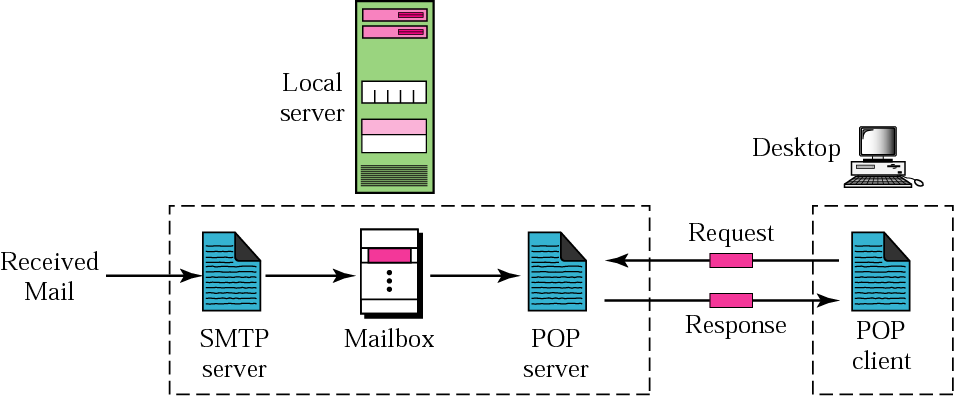 Local
server
Desktop
Received
Mail
SMTP
server
Mailbox
POP
server
Request
Response
POP
client